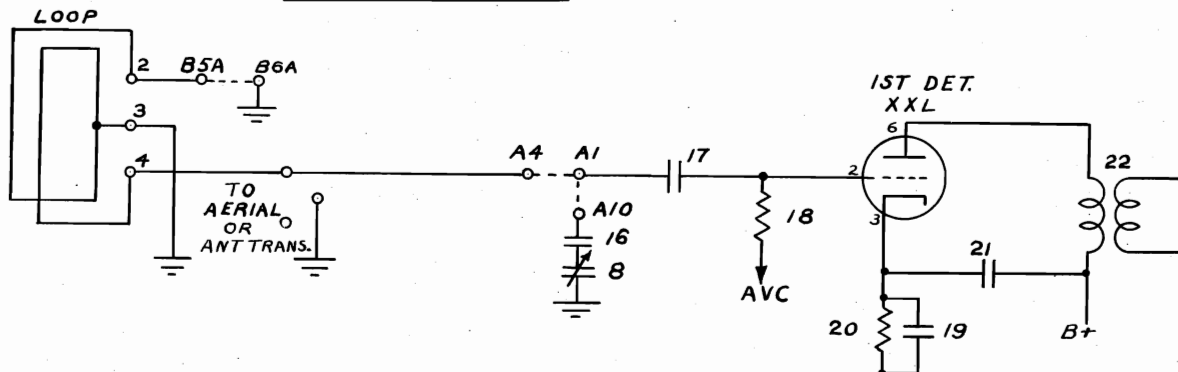 LOOP
2
B5A
B6A
3
4
TO
AERIAL
OR
ANT TRANS.
A4
A1
A10
16
8
17
18
AVC
1ST DET.
XXL
6
2
3
20
19
21
22
B+